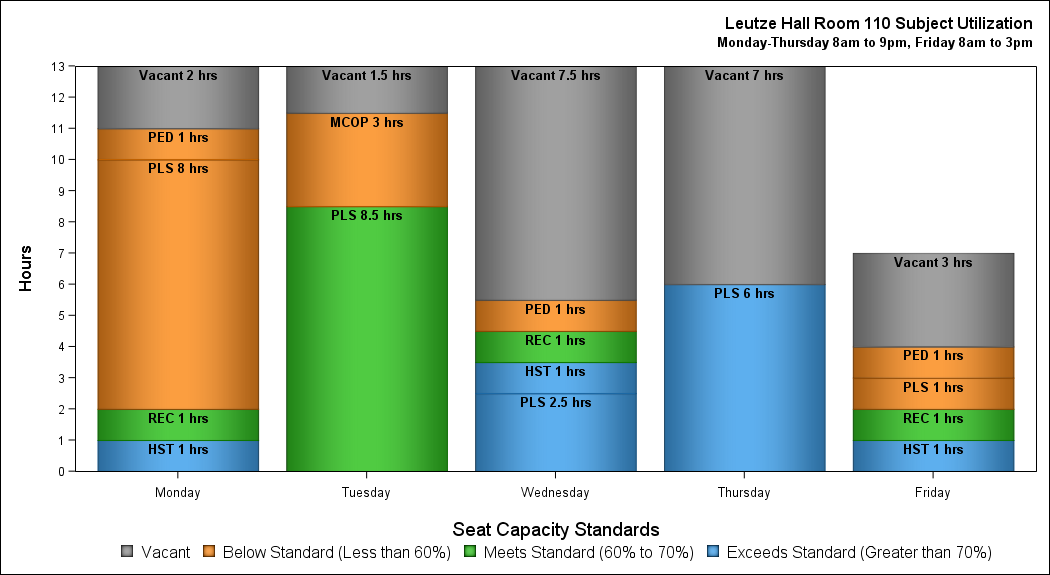 Leutze Hall Room 110 Subject Utilization
Monday-Thursday 8am to 9pm, Friday 8am to 3pm
Hours
13
12
11
10
9
8
7
6
5
4
3
2
1
0
Vacant 2 hrs
PED 1 hrs
PLS 8 hrs
REC 1 hrs
HST 1 hrs
Vacant 1.5 hrs
MCOP 3 hrs
PLS 8.5 hrs
Vacant 7.5 hrs
PED 1 hrs
REC 1 hrs
HST 1 hrs
PLS 2.5 hrs
Vacant 7 hrs
PLS 6 hrs
Vacant 3 hrs
PED 1 hrs
PLS 1 hrs
REC 1 hrs
HST 1 hrs
Monday Tuesday Wednesday Thursday Friday
Seat Capacity Standards
Vacant Below Standard (Less than 60%) Meets Standard (60% to 70%) Exceeds Standard (Greater than 70%)